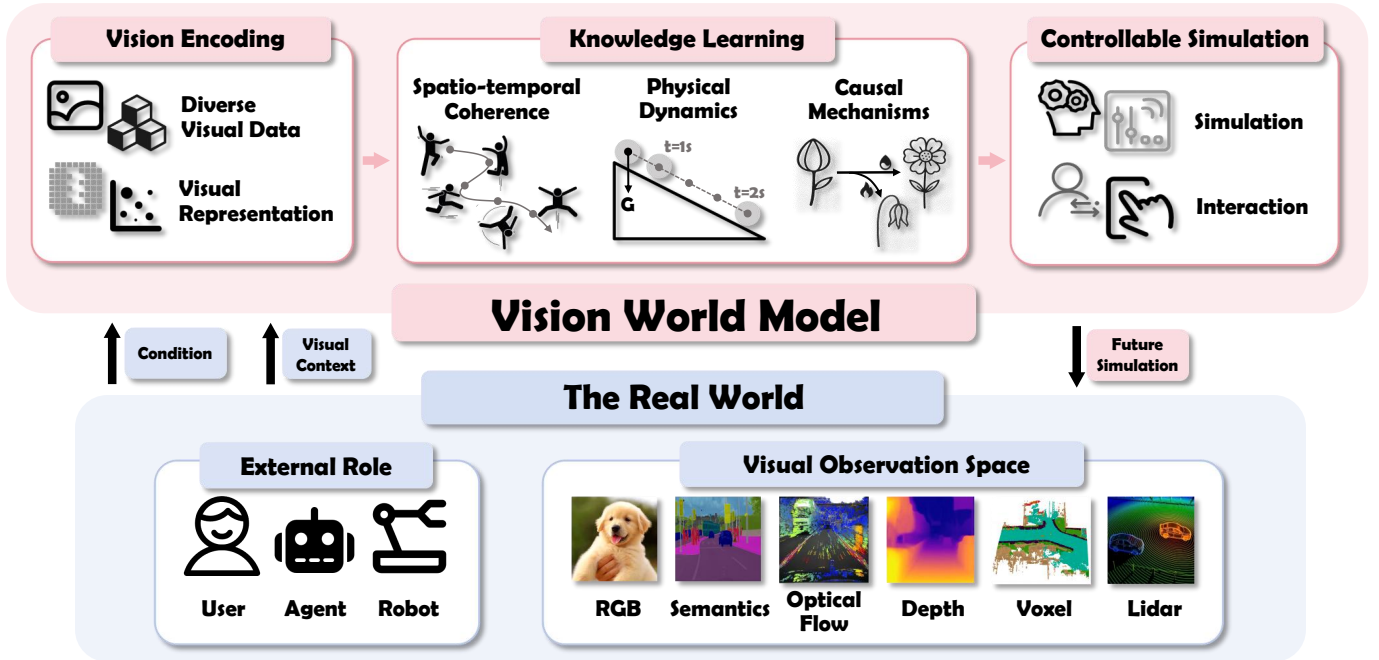 Vision Encoding
Diverse
Visual Data
Visual
Representation
Knowledge Learning
Spatio-temporal
Coherence
Physical
Dynamics
t=1s
t=2s
G
Causal
Mechanisms
Controllable Simulation
Simulation
Interaction
Vision World Model
Condition
Visual
Context
Future
Simulation
The Real World
External Role
User
Agent
Robot
Visual Observation Space
RGB
Semantics
Optical
Flow
Depth
Voxel
Lidar